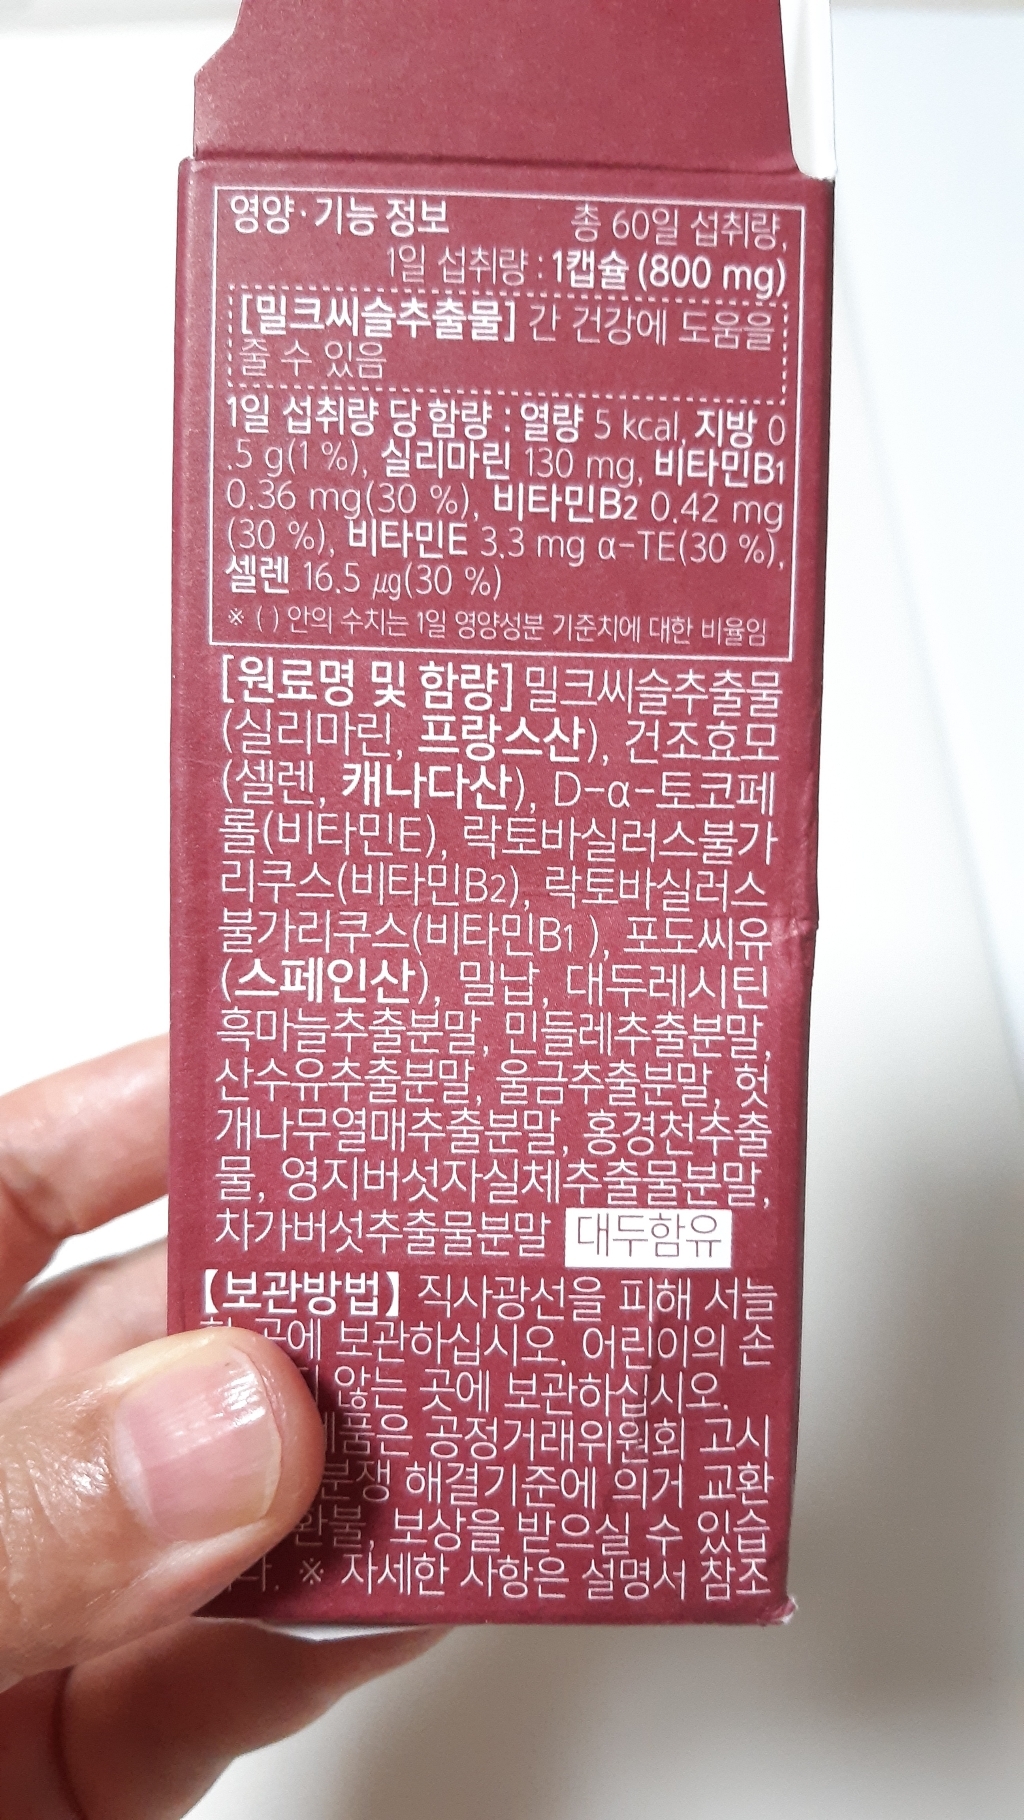 영양·기능 정보 총 60일 섭취량,
1일 섭취량 : 1캡슐 (800 mg)
[밀크씨슬추출물] 간 건강에 도움을
줄 수 있음
1일 섭취량 당 함량 : 열량 5 kcal, 지방 0
.5 g(1 %), 실리마린 130 mg, 비타민B1
0.36 mg(30 %), 비타민B2 0.42 mg
(30 %), 비타민E 3.3 mg α-TE(30 %),
셀렌 16.5 μg(30 %)
※ ( ) 안의 수치는 1일 영양성분 기준치에 대한 비율임
[원료명 및 함량] 밀크씨슬추출물
(실리마린, 프랑스산), 건조효모
(셀렌, 캐나다산), D-α-토코페
롤(비타민E), 락토바실러스불가
리쿠스(비타민B2), 락토바실러스
불가리쿠스(비타민B1 ), 포도씨유
(스페인산), 밀납, 대두레시틴
흑마늘추출분말, 민들레추출분말,
산수유추출분말, 울금추출분말, 헛
개나무열매추출분말, 홍경천추출
물, 영지버섯자실체추출물분말,
차가버섯추출물분말 대두함유
【보관방법】 직사광선을 피해 서늘
곳에 보관하십시오. 어린이의 손
않는 곳에 보관하십시오.
제품은 공정거래위원회 고시
분쟁 해결기준에 의거 교환
환불, 보상을 받으실 수 있습
다. ※ 자세한 사항은 설명서 참조